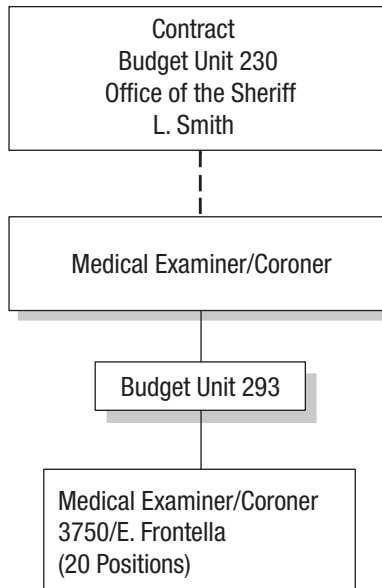 Contract
Budget Unit 230
Office of the Sheriff
L. Smith
Medical Examiner/Coroner
Budget Unit 293
Medical Examiner/Coroner
3750/E. Frontella
(20 Positions)